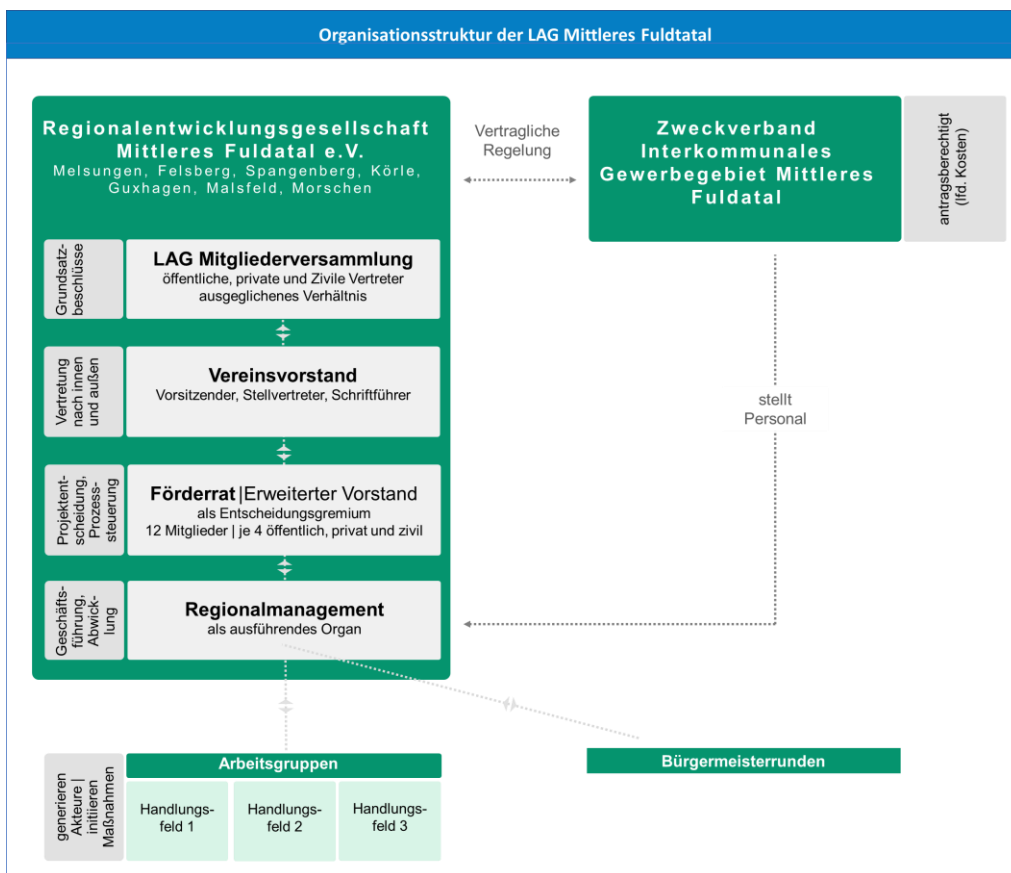 Organisationsstruktur der LAG Mittleres Fuldtatal
Regionalentwicklungsgesellschaft
Mittleres Fuldatal e.V.
Melsungen, Felsberg, Spangenberg, Körle,
Guxhagen, Malsfeld, Morschen
Vertragliche
Regelung
Zweckverband
Interkommunales
Gewerbegebiet Mittleres
Fuldatal
antragsberechtigt
(lfd. Kosten)
Grundsatz-
beschlüsse
LAG Mitgliederversammlung
öffentliche, private und Zivile Vertreter
ausgeglichenes Verhältnis
Vertretung
nach innen
und außen
Vereinsvorstand
Vorsitzender, Stellvertreter, Schriftführer
stellt
Personal
Projektent-
scheidung,
Prozess-
steuerung
Förderrat|Erweiterter Vorstand
als Entscheidungsgremium
12 Mitglieder | je 4 öffentlich, privat und zivil
Geschäfts-
führung,
Abwick-
lung
Regionalmanagement
als ausführendes Organ
generieren
Akteure |
initiieren
Maßnahmen
Arbeitsgruppen
Handlungs-
feld 1
Handlungs-
feld 2
Handlungs-
feld 3
Bürgermeisterrunden